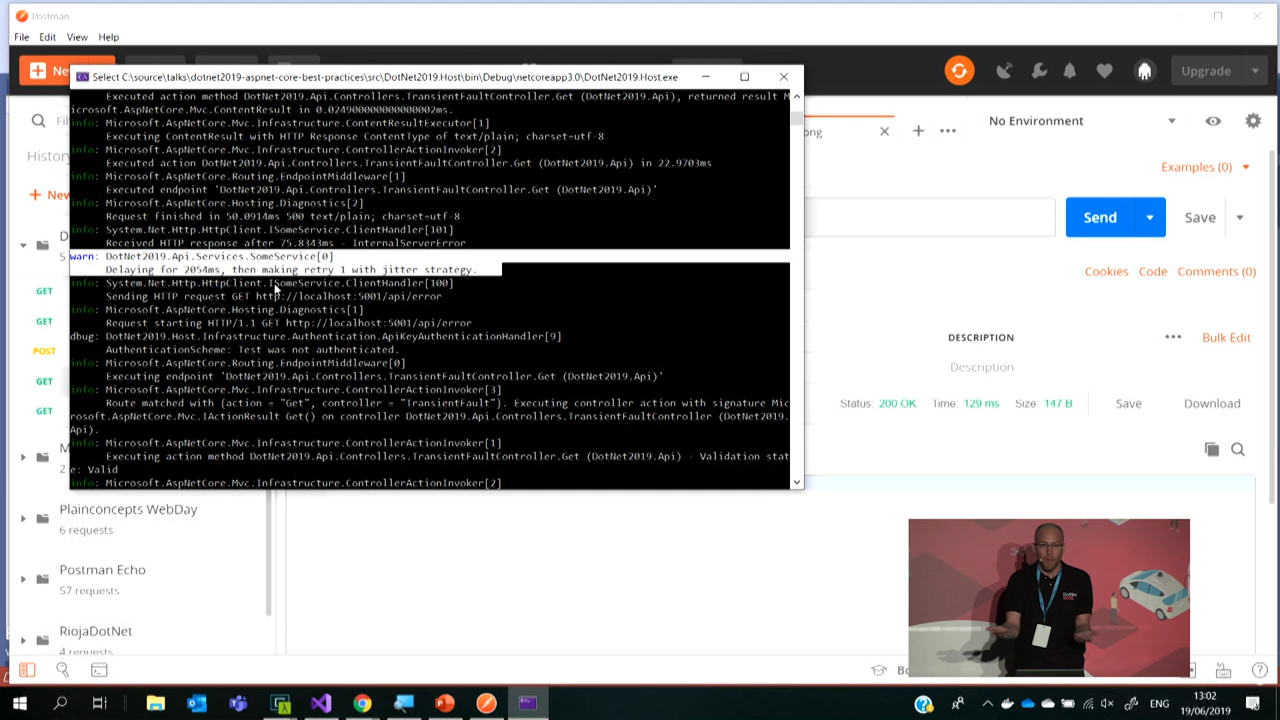 Postman
File Edit View Help
Ne
Select C:\source\talks\dotnet2019-aspnet-core-best-practices\src\DotNet2019.Host\bin\Debug\netcoreapp3.0\DotNet2019.Host.exe
Upgrade
Executed action method DotNet2019.Api.Controllers.TransientFaultController.Get (DotNet2019.Api), returned result M
icrosoft.AspNetCore.Mvc.ContentResult in 0.024900000000000002ms.
info: Microsoft.AspNetCore.Mvc.Infrastructure.ContentResultExecutor[1]
Executing ContentResult with HTTP Response ContentType of text/plain; charset=utf-8
info: Microsoft.AspNetCore.Mvc.Infrastructure.ControllerActionInvoker[2]
Executed action DotNet2019.Api.Controllers.TransientFaultController.Get (DotNet2019.Api) in 22.9703ms
info: Microsoft.AspNetCore.Routing.EndpointMiddleware[1]
Executed endpoint 'DotNet2019.Api.Controllers.TransientFaultController.Get (DotNet2019.Api)'
info: Microsoft.AspNetCore.Hosting.Diagnostics[2]
Request finished in 50.0914ms 500 text/plain; charset=utf-8
info: System.Net.Http.HttpClient.ISomeService.ClientHandler[101]
Received HTTP response after 75.8343ms - InternalServerError
warn: DotNet2019.Api.Services.SomeService[0]
Delaying for 2054ms, then making retry 1 with jitter strategy.
info: System.Net.Http.HttpClient.ISomeService.ClientHandler[100]
Sending HTTP request GET http://localhost:5001/api/error
info: Microsoft.AspNetCore.Hosting.Diagnostics[1]
Request starting HTTP/1.1 GET http://localhost:5001/api/error
dbug: DotNet2019.Host.Infrastructure.Authentication.ApiKeyAuthenticationHandler[9]
AuthenticationScheme: Test was not authenticated.
info: Microsoft.AspNetCore.Routing.EndpointMiddleware[0]
Executing endpoint 'DotNet2019.Api.Controllers.TransientFaultController.Get (DotNet2019.Api)'
info: Microsoft.AspNetCore.Mvc.Infrastructure.ControllerActionInvoker[3]
Route matched with {action = "Get", controller = "TransientFault"}. Executing controller action with signature Mic
rosoft.AspNetCore.Mvc.IActionResult Get() on controller DotNet2019.Api.Controllers.TransientFaultController (DotNet2019.
Api).
info: Microsoft.AspNetCore.Mvc.Infrastructure.ControllerActionInvoker[1]
Executing action method DotNet2019.Api.Controllers.TransientFaultController.Get (DotNet2019.Api) - Validation stat
e: Valid
info: Microsoft.AspNetCore.Mvc.Infrastructure.ControllerActionInvoker[2]
ong
No Environment
Examples (0)
Send Save
Cookies Code Comments (0)
DESCRIPTION
Bulk Edit
Description
Status: 200 OK Time: 129 ms Size: 147 B Save Download
Fil
History
New
D
5
GET
GET
POST
GET
GET
M
2
Plainconcepts WebDay
6 requests
Postman Echo
57 requests
RiojaDotNet
4 requests
Bo
ENG
13:02
19/06/2019